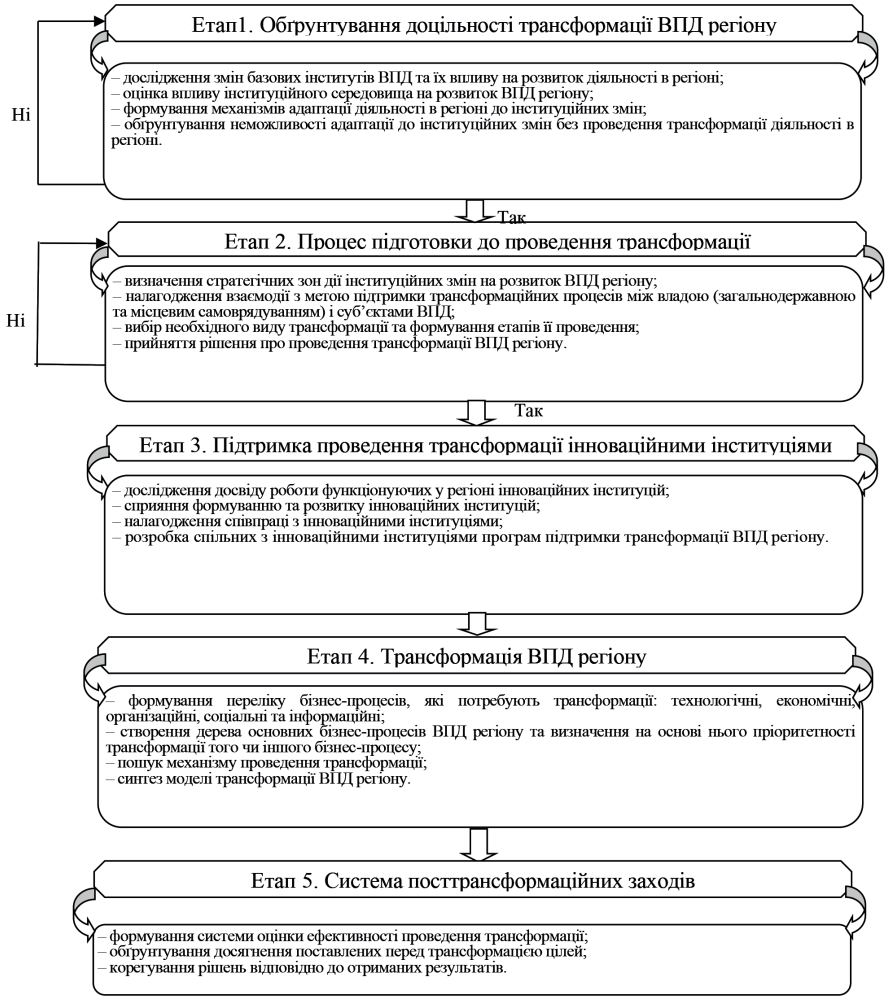 Етап1. Обґрунтування доцільності трансформації ВПД регіону
– дослідження змін базових інститутів ВПД та їх впливу на розвиток діяльності в регіоні;
– оцінка впливу інституційного середовища на розвиток ВПД регіону;
– формування механізмів адаптації діяльності в регіоні до інституційних змін;
– обґрунтування неможливості адаптації до інституційних змін без проведення трансформації діяльності в
регіоні.
Ні
Так
Етап 2. Процес підготовки до проведення трансформації
– визначення стратегічних зон дії інституційних змін на розвиток ВПД регіону;
– налагодження взаємодії з метою підтримки трансформаційних процесів між владою (загальнодержавною
та місцевим самоврядуванням) і суб’єктами ВПД;
– вибір необхідного виду трансформації та формування етапів її проведення;
– прийняття рішення про проведення трансформації ВПД регіону.
Ні
Так
Етап 3. Підтримка проведення трансформації інноваційними інституціями
– дослідження досвіду роботи функціонуючих у регіоні інноваційних інституцій;
– сприяння формуванню та розвитку інноваційних інституцій;
– налагодження співпраці з інноваційними інституціями;
– розробка спільних з інноваційними інституціями програм підтримки трансформації ВПД регіону.
Етап 4. Трансформація ВПД регіону
– формування переліку бізнес-процесів, які потребують трансформації: технологічні, економічні,
організаційні, соціальні та інформаційні;
– створення дерева основних бізнес-процесів ВПД регіону та визначення на основі нього пріоритетності
трансформації того чи іншого бізнес-процесу;
– пошук механізму проведення трансформації;
– синтез моделі трансформації ВПД регіону.
Етап 5. Система посттрансформаційних заходів
– формування системи оцінки ефективності проведення трансформації;
– обґрунтування досягнення поставлених перед трансформацією цілей;
– корегування рішень відповідно до отриманих результатів.